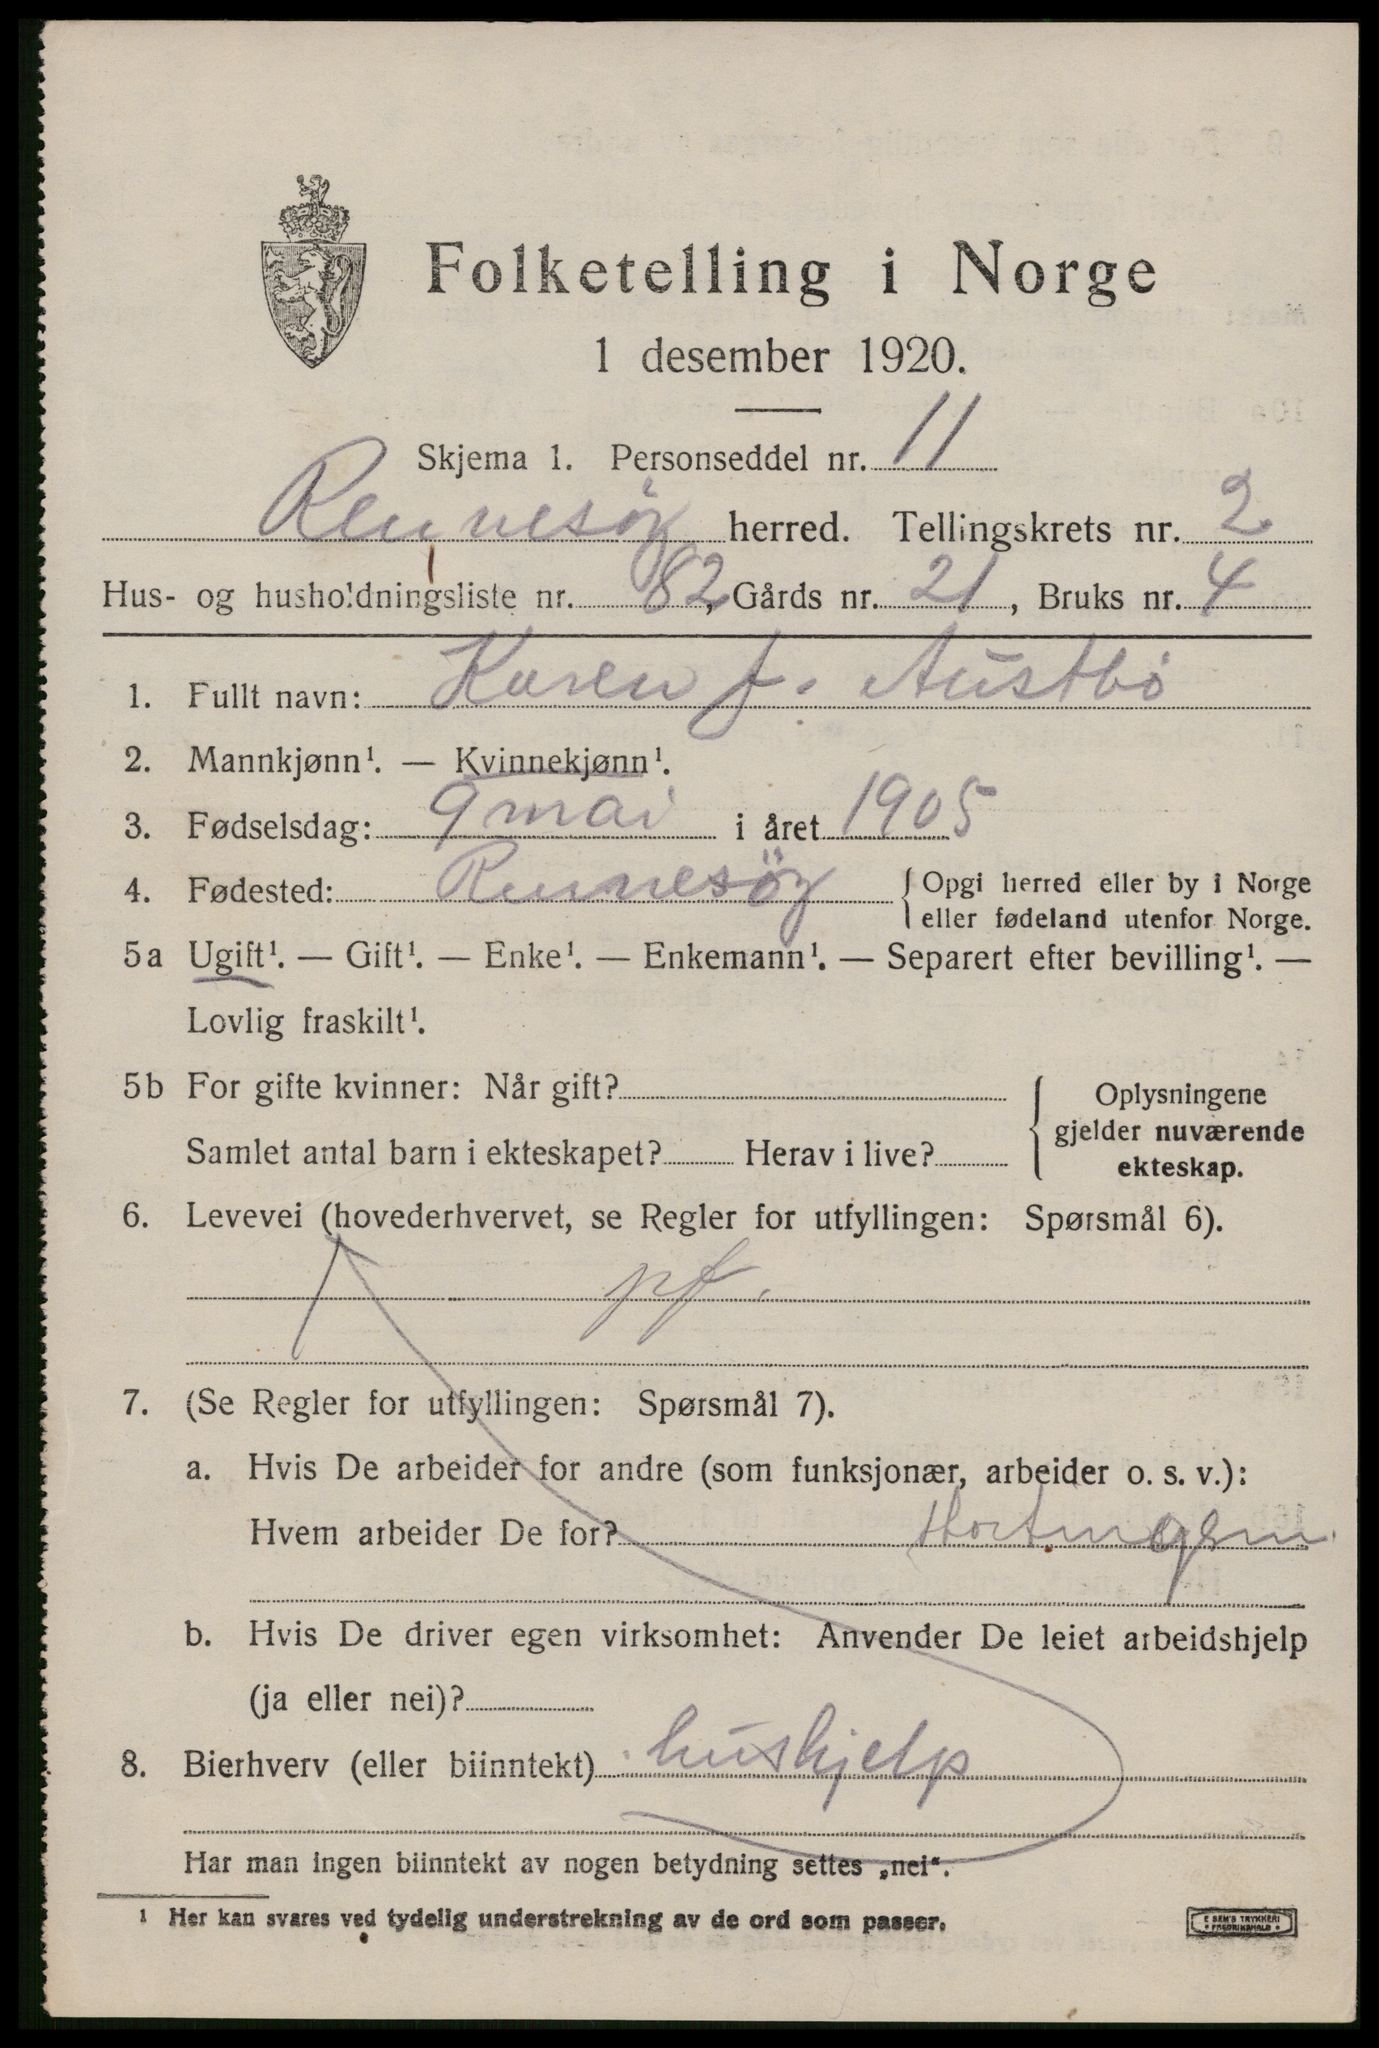 Folketelling i Norge
1 desember 1920.
Skjema 1. Personseddel nr. 11
Rennesöy herred. Tellingskrets nr. 2
Hus- og husholdningsliste nr. 82, Gårds nr. 21, Bruks nr. 4
1. Fullt navn: Karen J. Austbö
2. Mannkjønn¹. — Kvinnekjønn¹.
3. Fødselsdag: 9 mai i året 1905
4. Fødested: Rennesöy {Opgi herred eller by i Norge
eller fødeland utenfor Norge.
5a Ugift¹. — Gift¹. — Enke¹. — Enkemann¹. — Separert efter bevilling¹. —
Lovlig fraskilt¹.
5b For gifte kvinner: Når gift?
Samlet antal barn i ekteskapet? Herav i live?
Oplysningene
gjelder nuværende
ekteskap.
6. Levevei (hovederhvervet, se Regler for utfyllingen: Spørsmål 6).
pf.
7. (Se Regler for utfyllingen: Spørsmål 7).
a. Hvis De arbeider for andre (som funksjonær, arbeider o. s. v.):
Hvem arbeider De for?
b. Hvis De driver egen virksomhet: Anvender De leiet arbeidshjelp
(ja eller nei)?
8. Bierhverv (eller biinntekt) hushjelp
Har man ingen biinntekt av nogen betydning settes „nei“.
¹ Her kan svares ved tydelig understrekning av de ord som passer.
E SEM'S TRYKKERI
FREDRIKSHALD